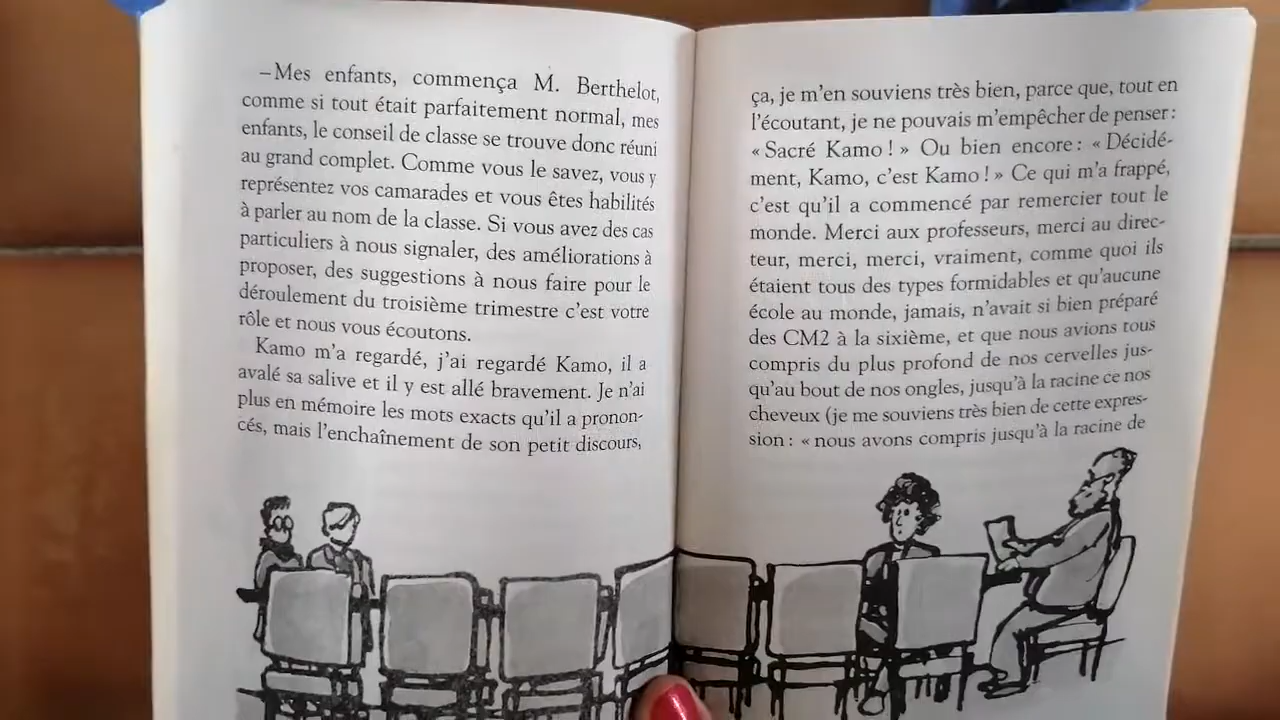 –Mes enfants, commença M. Berthelot,
comme si tout était parfaitement normal, mes
enfants, le conseil de classe se trouve donc réuni
au grand complet. Comme vous le savez, vous y
représentez vos camarades et vous êtes habilités
à parler au nom de la classe. Si vous avez des cas
particuliers à nous signaler, des améliorations à
proposer, des suggestions à nous faire pour le
déroulement du troisième trimestre c'est votre
rôle et nous vous écoutons.
Kamo m'a regardé, j'ai regardé Kamo, il a
avalé sa salive et il y est allé bravement. Je n'ai
plus en mémoire les mots exacts qu'il a pronon-
cés, mais l'enchaînement de son petit discours,
ça, je m'en souviens très bien, parce que, tout en
l'écoutant, je ne pouvais m'empêcher de penser :
« Sacré Kamo ! » Ou bien encore : « Décidé-
ment, Kamo, c'est Kamo ! » Ce qui m'a frappé,
c'est qu'il a commencé par remercier tout le
monde. Merci aux professeurs, merci au direc-
teur, merci, merci, vraiment, comme quoi ils
étaient tous des types formidables et qu'aucune
école au monde, jamais, n'avait si bien préparé
des CM2 à la sixième, et que nous avions tous
compris du plus profond de nos cervelles jus-
qu'au bout de nos ongles, jusqu'à la racine ce nos
cheveux (je me souviens très bien de cette expres-
sion : « nous avons compris jusqu'à la racine de